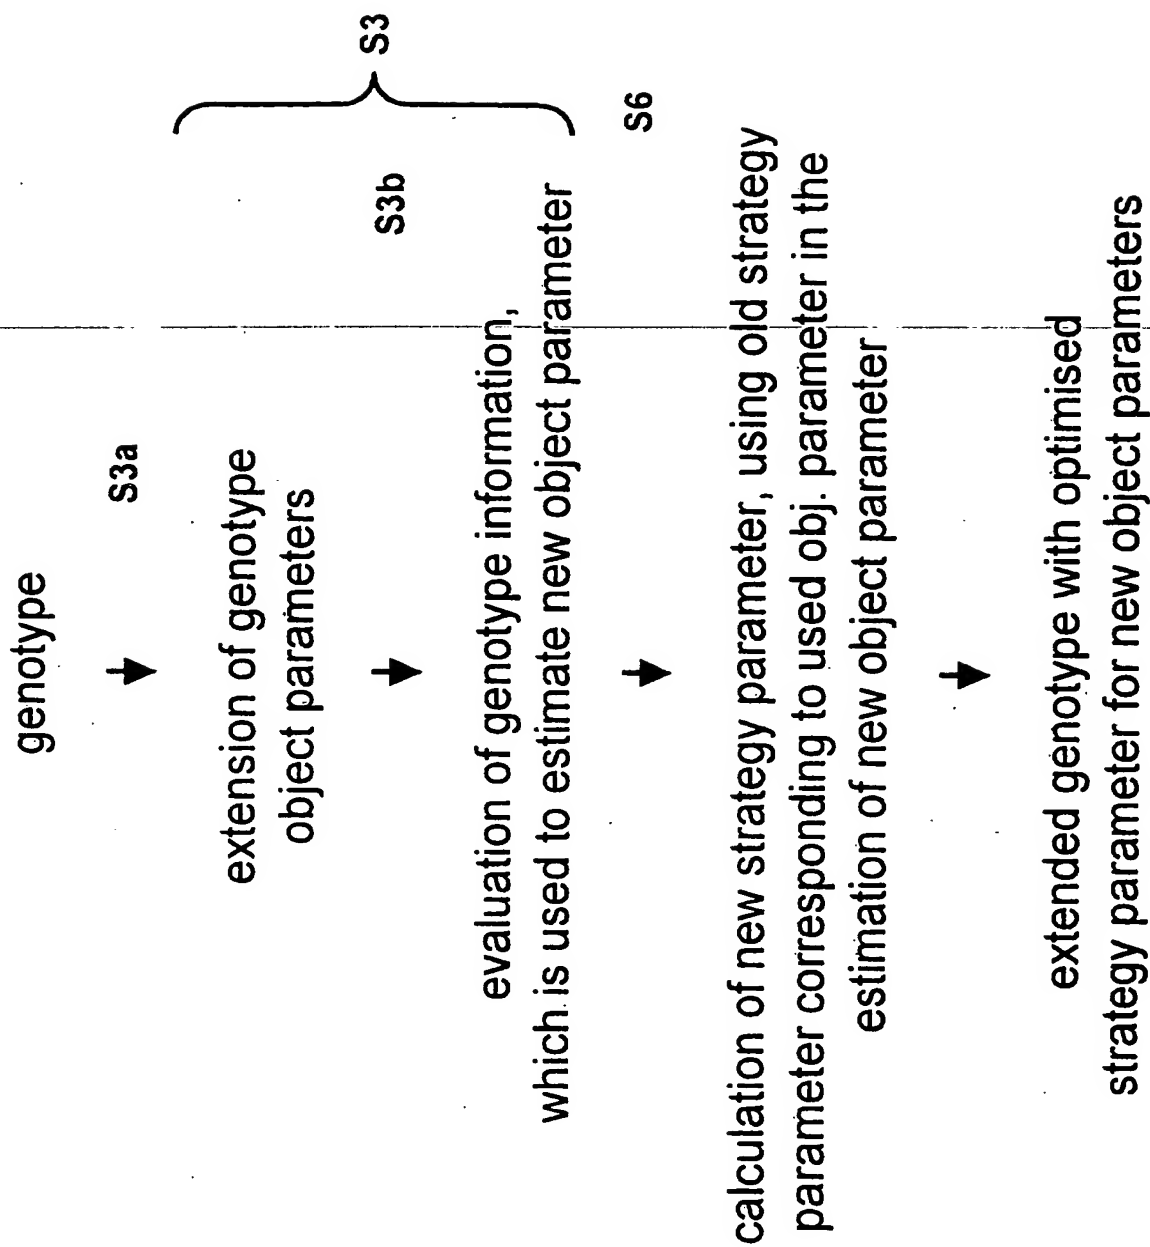 genotype
S3a
extension of genotype
object parameters
S3b
S3
evaluation of genotype information,
which is used to estimate new object parameter
S6
calculation of new strategy parameter, using old strategy
parameter corresponding to used obj. parameter in the
estimation of new object parameter
extended genotype with optimised
strategy parameter for new object parameters